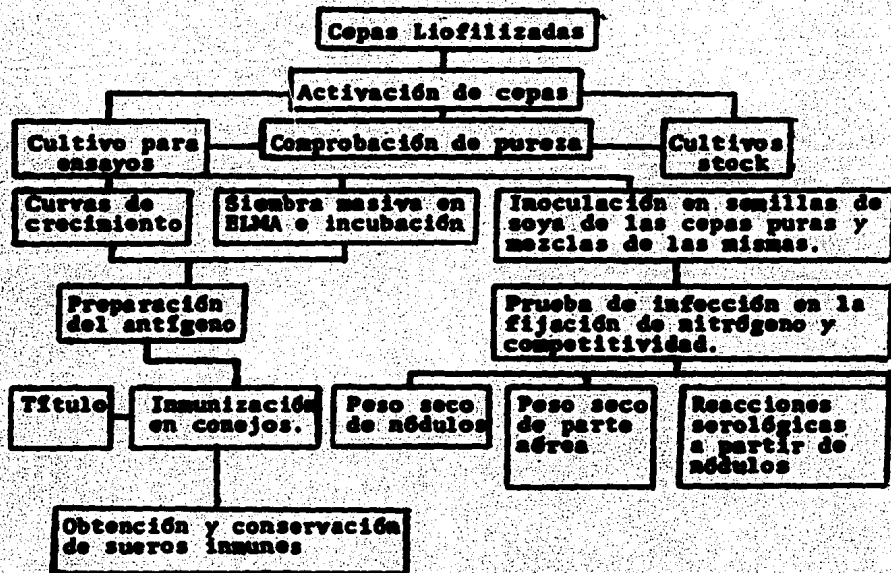 Cepas Liofilizadas
Activación de cepas
Cultivo para
ensayos
Comprobación de pureza
Cultivos
stock
Curvas de
crecimiento
Siembra masiva en
ELMA e incubación
Inoculación en semillas de
soya de las cepas puras y
mezclas de las mismas.
Preparación
del antígeno
Prueba de infección en la
fijación de nitrógeno y
competitividad.
Título
Inmunización
en conejos.
Peso seco
de nódulos
Peso seco
de parte
aérea
Reacciones
serológicas
a partir de
nódulos
Obtención y conservación
de sueros inmunes